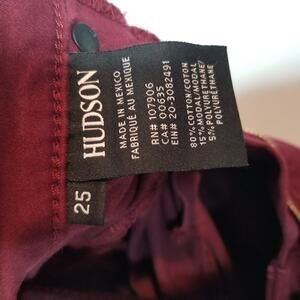 HUDSON
MADE IN MEXICO
FABRIQUÉ AU MEXIQUE
RN# 107906
CA# 00635
EIN# 20-3082491
80% COTTON/COTON
15% MODAL/MODAL
5% POLYURETHANE/
POLYURÉTHANE
25